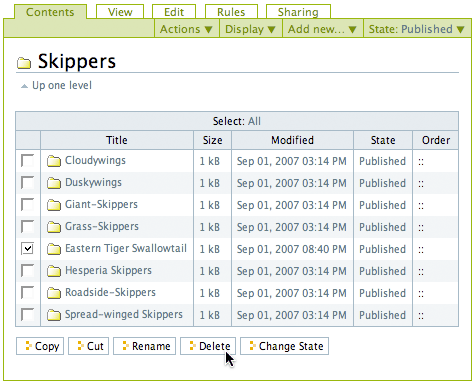 Contents View Edit Rules Sharing
Actions ▼ Display ▼ Add new... ▼ State: Published ▼
Skippers
Up one level
Select: All
Title Size Modified State Order
Cloudywings 1 kB Sep 01, 2007 03:14 PM Published ::
Duskywings 1 kB Sep 01, 2007 03:14 PM Published ::
Giant-Skippers 1 kB Sep 01, 2007 03:14 PM Published ::
Grass-Skippers 1 kB Sep 01, 2007 03:14 PM Published ::
Eastern Tiger Swallowtail 1 kB Sep 01, 2007 08:40 PM Published ::
Hesperia Skippers 1 kB Sep 01, 2007 03:14 PM Published ::
Roadside-Skippers 1 kB Sep 01, 2007 03:14 PM Published ::
Spread-winged Skippers 1 kB Sep 01, 2007 03:14 PM Published ::
Copy Cut Rename Delete Change State